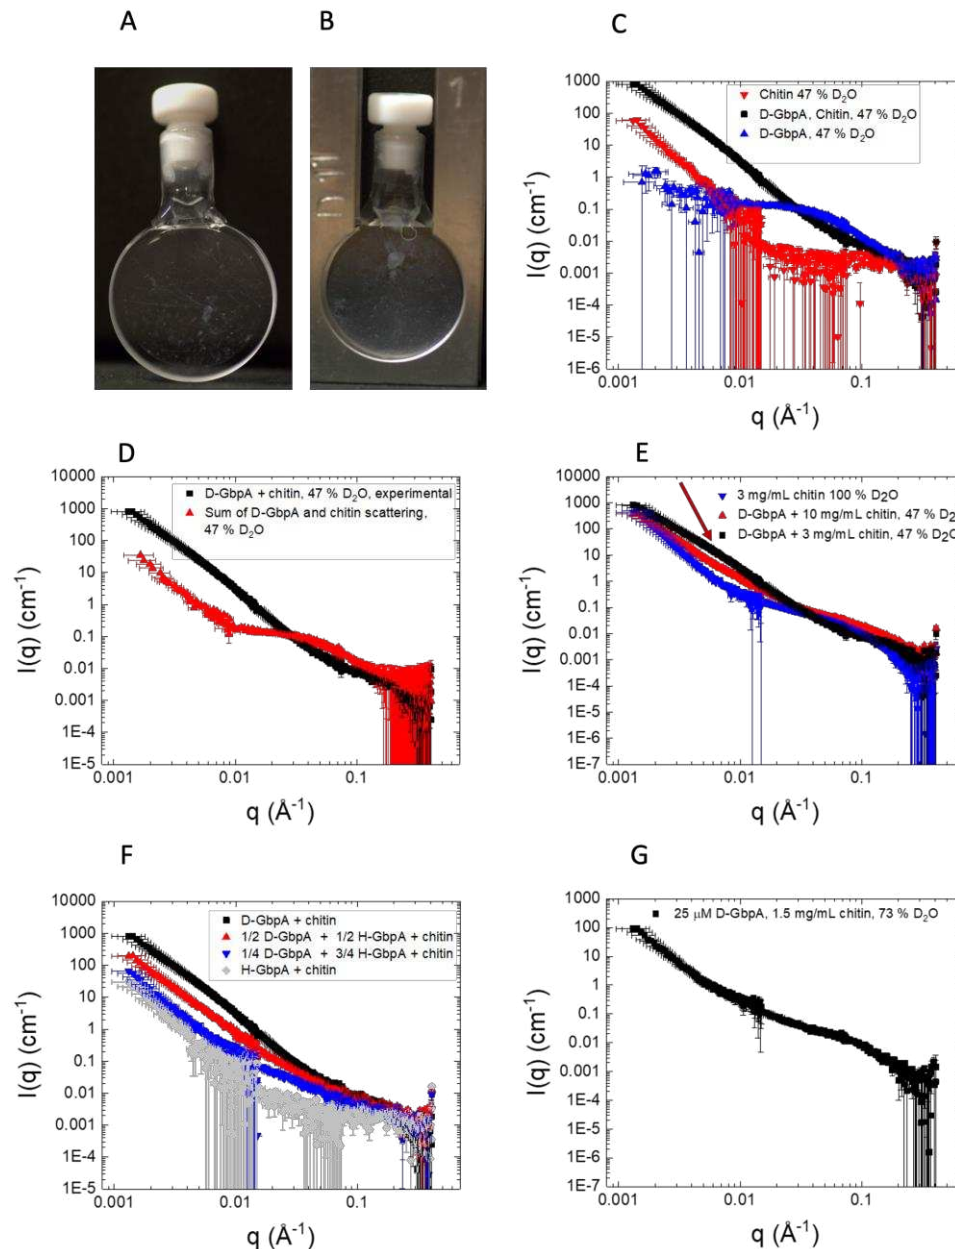 A
B
C
I(q) (cm⁻¹)
1000
100
10
1
0.1
0.01
0.001
1E-4
1E-5
1E-6
Chitin 47 % D₂O
D-GbpA, Chitin, 47 % D₂O
D-GbpA, 47 % D₂O
0.001
0.01
0.1
q (Å⁻¹)
D
I(q) (cm⁻¹)
10000
1000
100
10
1
0.1
0.01
0.001
1E-4
1E-5
D-GbpA + chitin, 47 % D₂O, experimental
Sum of D-GbpA and chitin scattering,
47 % D₂O
0.001
0.01
0.1
q (Å⁻¹)
E
I(q) (cm⁻¹)
10000
1000
100
10
1
0.1
0.01
0.001
1E-4
1E-5
1E-6
1E-7
3 mg/mL chitin 100 % D₂O
D-GbpA + 10 mg/mL chitin, 47 % D₂
D-GbpA + 3 mg/mL chitin, 47 % D₂O
0.001
0.01
0.1
q (Å⁻¹)
F
I(q) (cm⁻¹)
10000
1000
100
10
1
0.1
0.01
0.001
1E-4
1E-5
D-GbpA + chitin
1/2 D-GbpA + 1/2 H-GbpA + chitin
1/4 D-GbpA + 3/4 H-GbpA + chitin
H-GbpA + chitin
0.001
0.01
0.1
q (Å⁻¹)
G
I(q) (cm⁻¹)
1000
100
10
1
0.1
0.01
0.001
1E-4
1E-5
1E-6
1E-7
25 μM D-GbpA, 1.5 mg/mL chitin, 73 % D₂O
0.001
0.01
0.1
q (Å⁻¹)